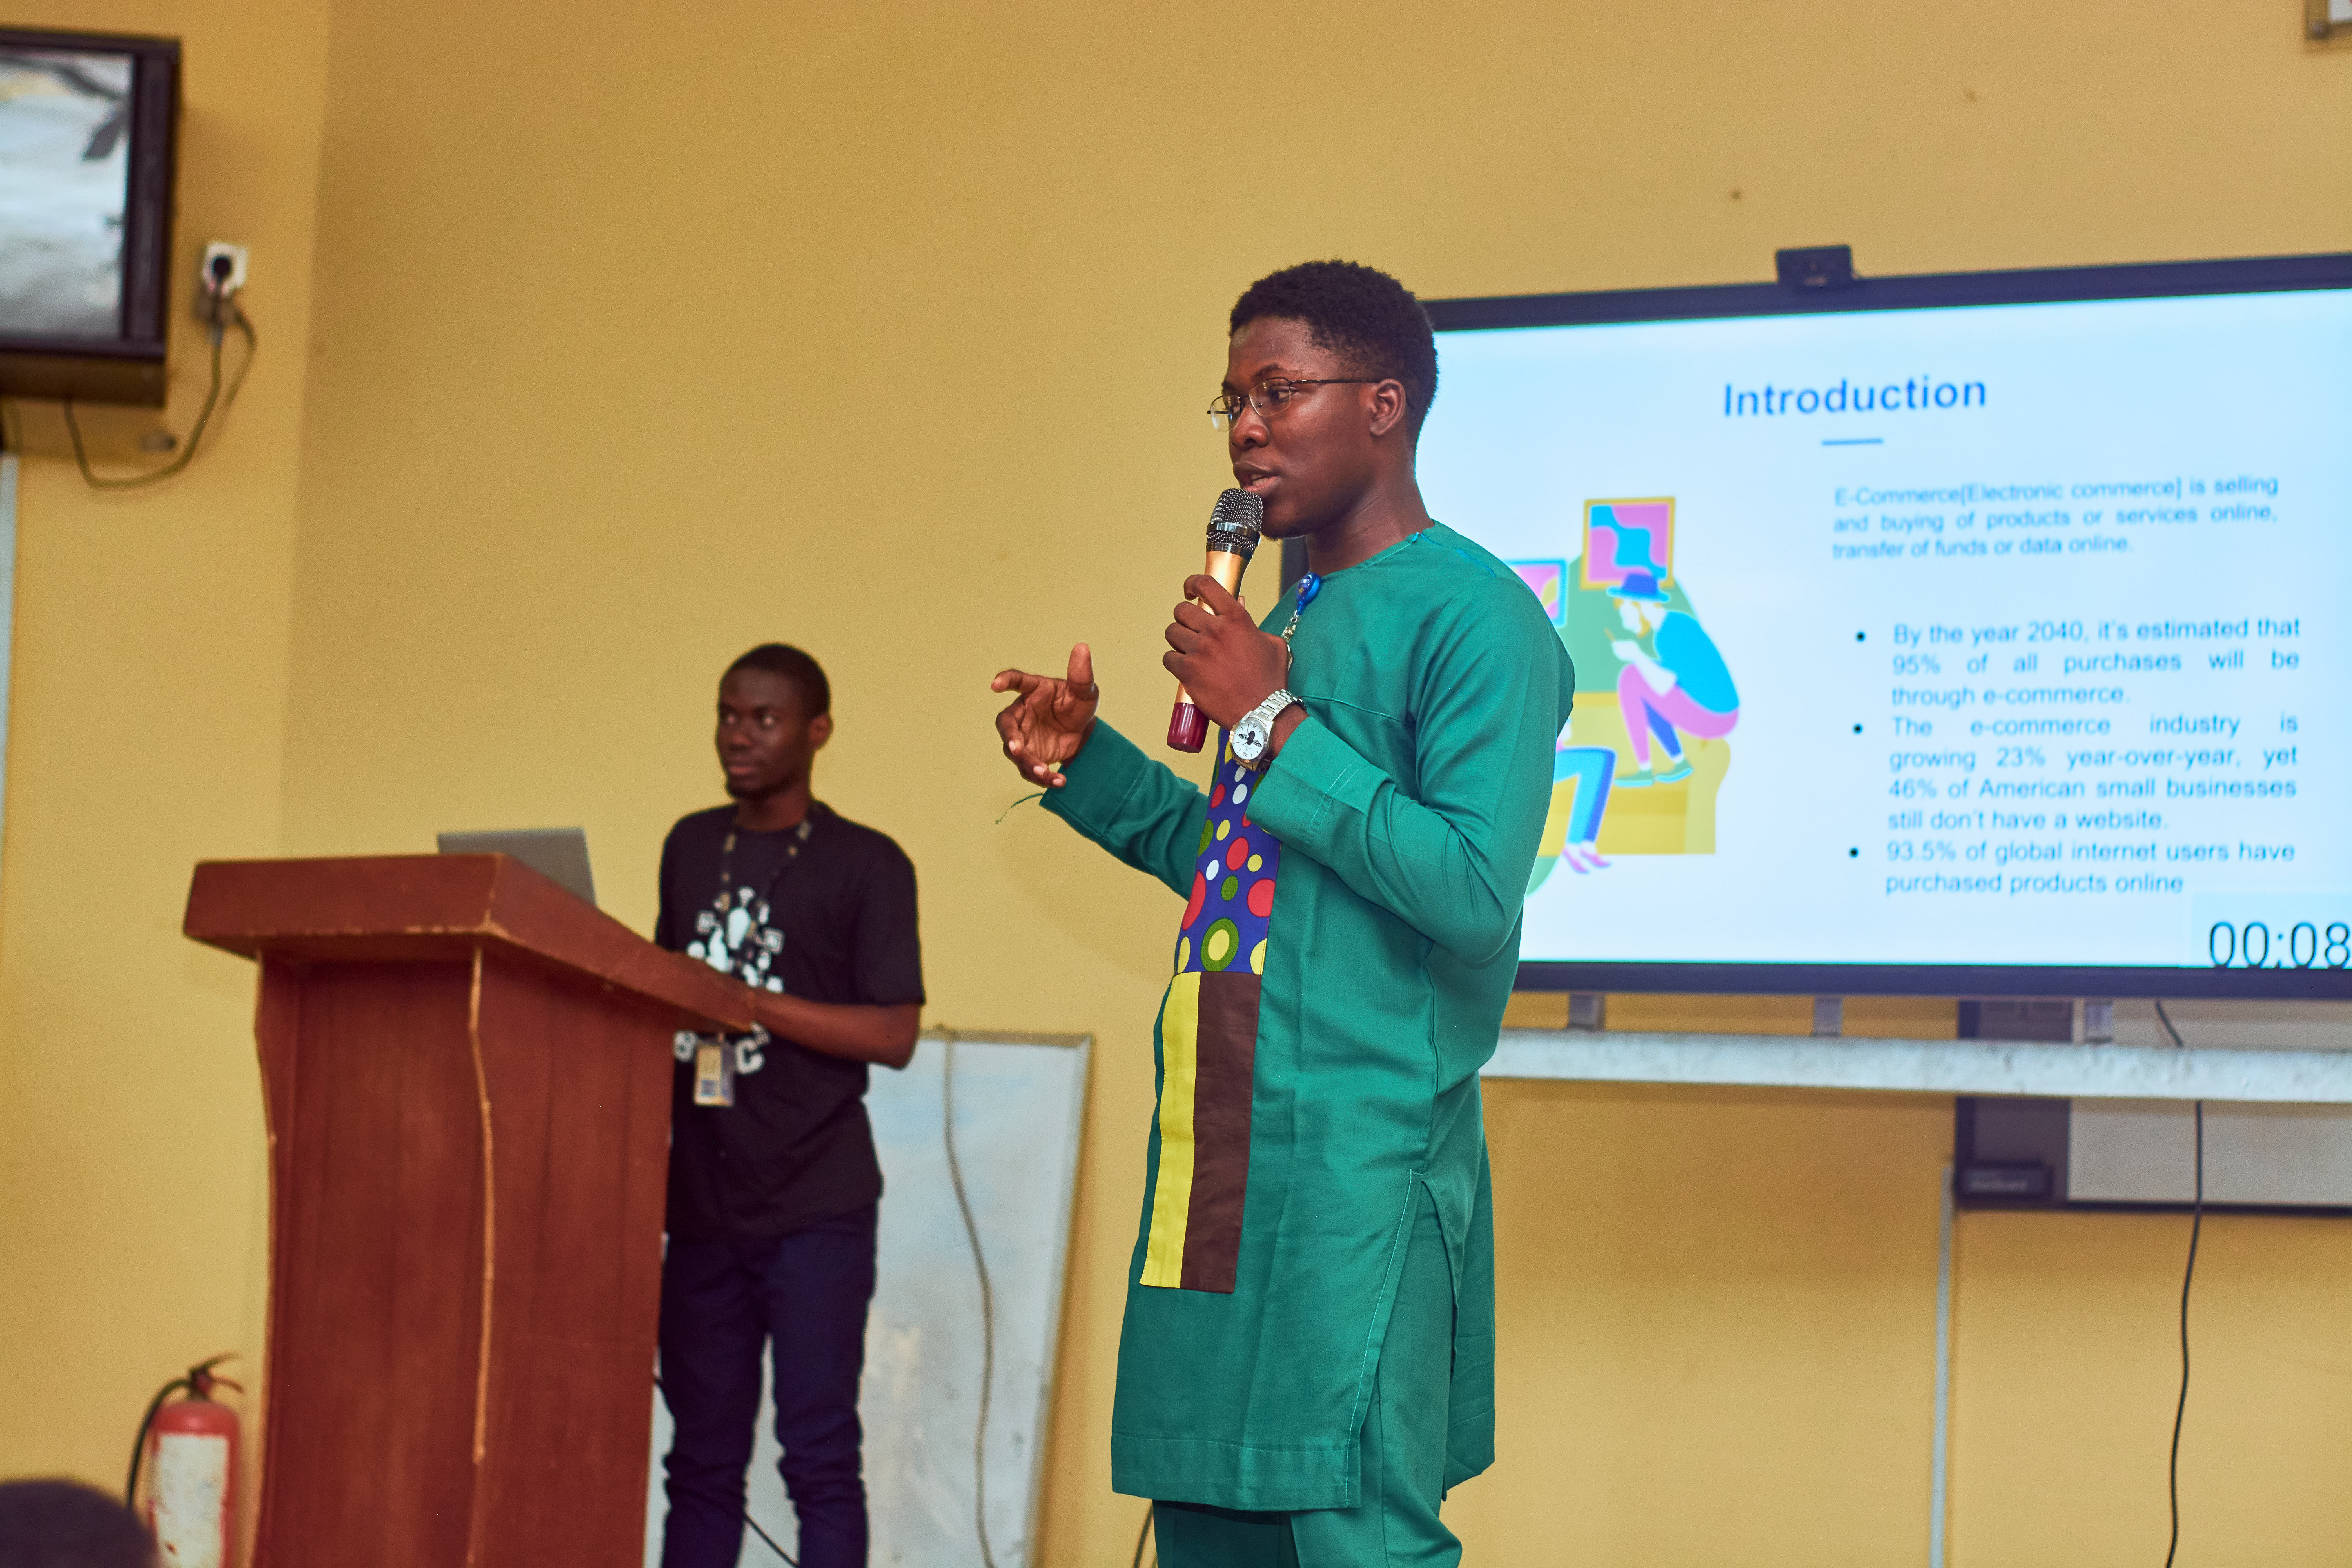 Introduction
E-Commerce[Electronic commerce] is selling
and buying of products or services online,
transfer of funds or data online.
• By the year 2040, it's estimated that
95% of all purchases will be
through e-commerce.
• The e-commerce industry is
growing 23% year-over-year, yet
46% of American small businesses
still don't have a website.
• 93.5% of global internet users have
purchased products online
00:08